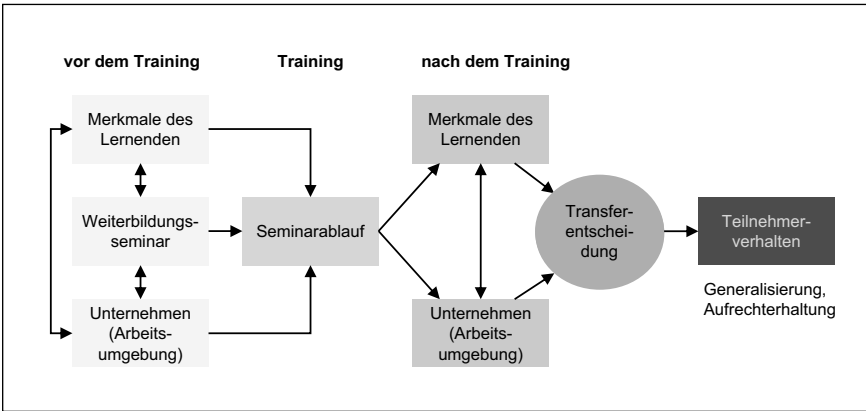 vor dem Training
Training
nach dem Training
Merkmale des
Lernenden
Weiterbildungs-
seminar
Unternehmen
(Arbeits-
umgebung)
Seminarablauf
Merkmale des
Lernenden
Unternehmen
(Arbeits-
umgebung)
Transfer-
entschei-
dung
Teilnehmer-
verhalten
Generalisierung,
Aufrechterhaltung